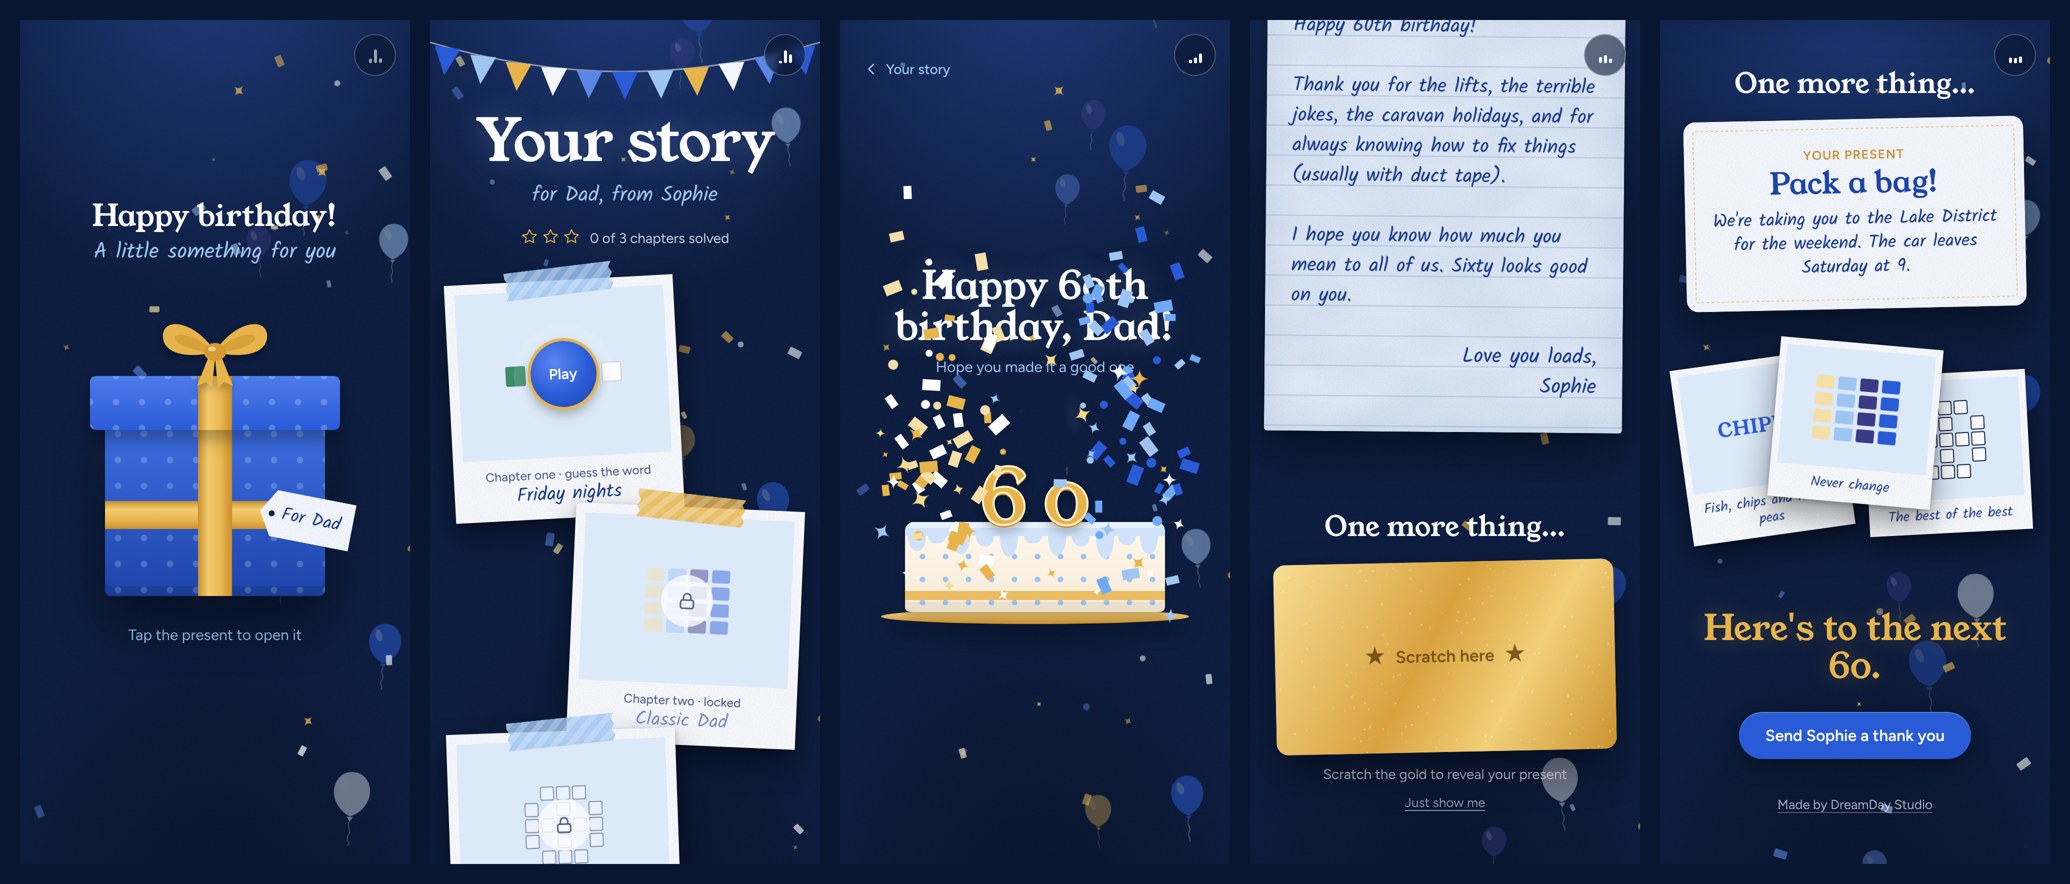 Happy birthday!
A little something for you
For Dad
Tap the present to open it
Your story
for Dad, from Sophie
0 of 3 chapters solved
Play
Chapter one · guess the word
Friday nights
Chapter two · locked
Classic Dad
Your story
Happy 60th
birthday, Dad!
Hope you made it a good one
60
Happy 60th birthday!
Thank you for the lifts, the terrible
jokes, the caravan holidays, and for
always knowing how to fix things
(usually with duct tape).
I hope you know how much you
mean to all of us. Sixty looks good
on you.
Love you loads,
Sophie
One more thing...
Scratch here
Scratch the gold to reveal your present
Just show me
One more thing...
YOUR PRESENT
Pack a bag!
We're taking you to the Lake District
for the weekend. The car leaves
Saturday at 9.
CHIP
Fish, chips and
peas
Never change
The best of the best
Here's to the next
60.
Send Sophie a thank you
Made by DreamDay Studio